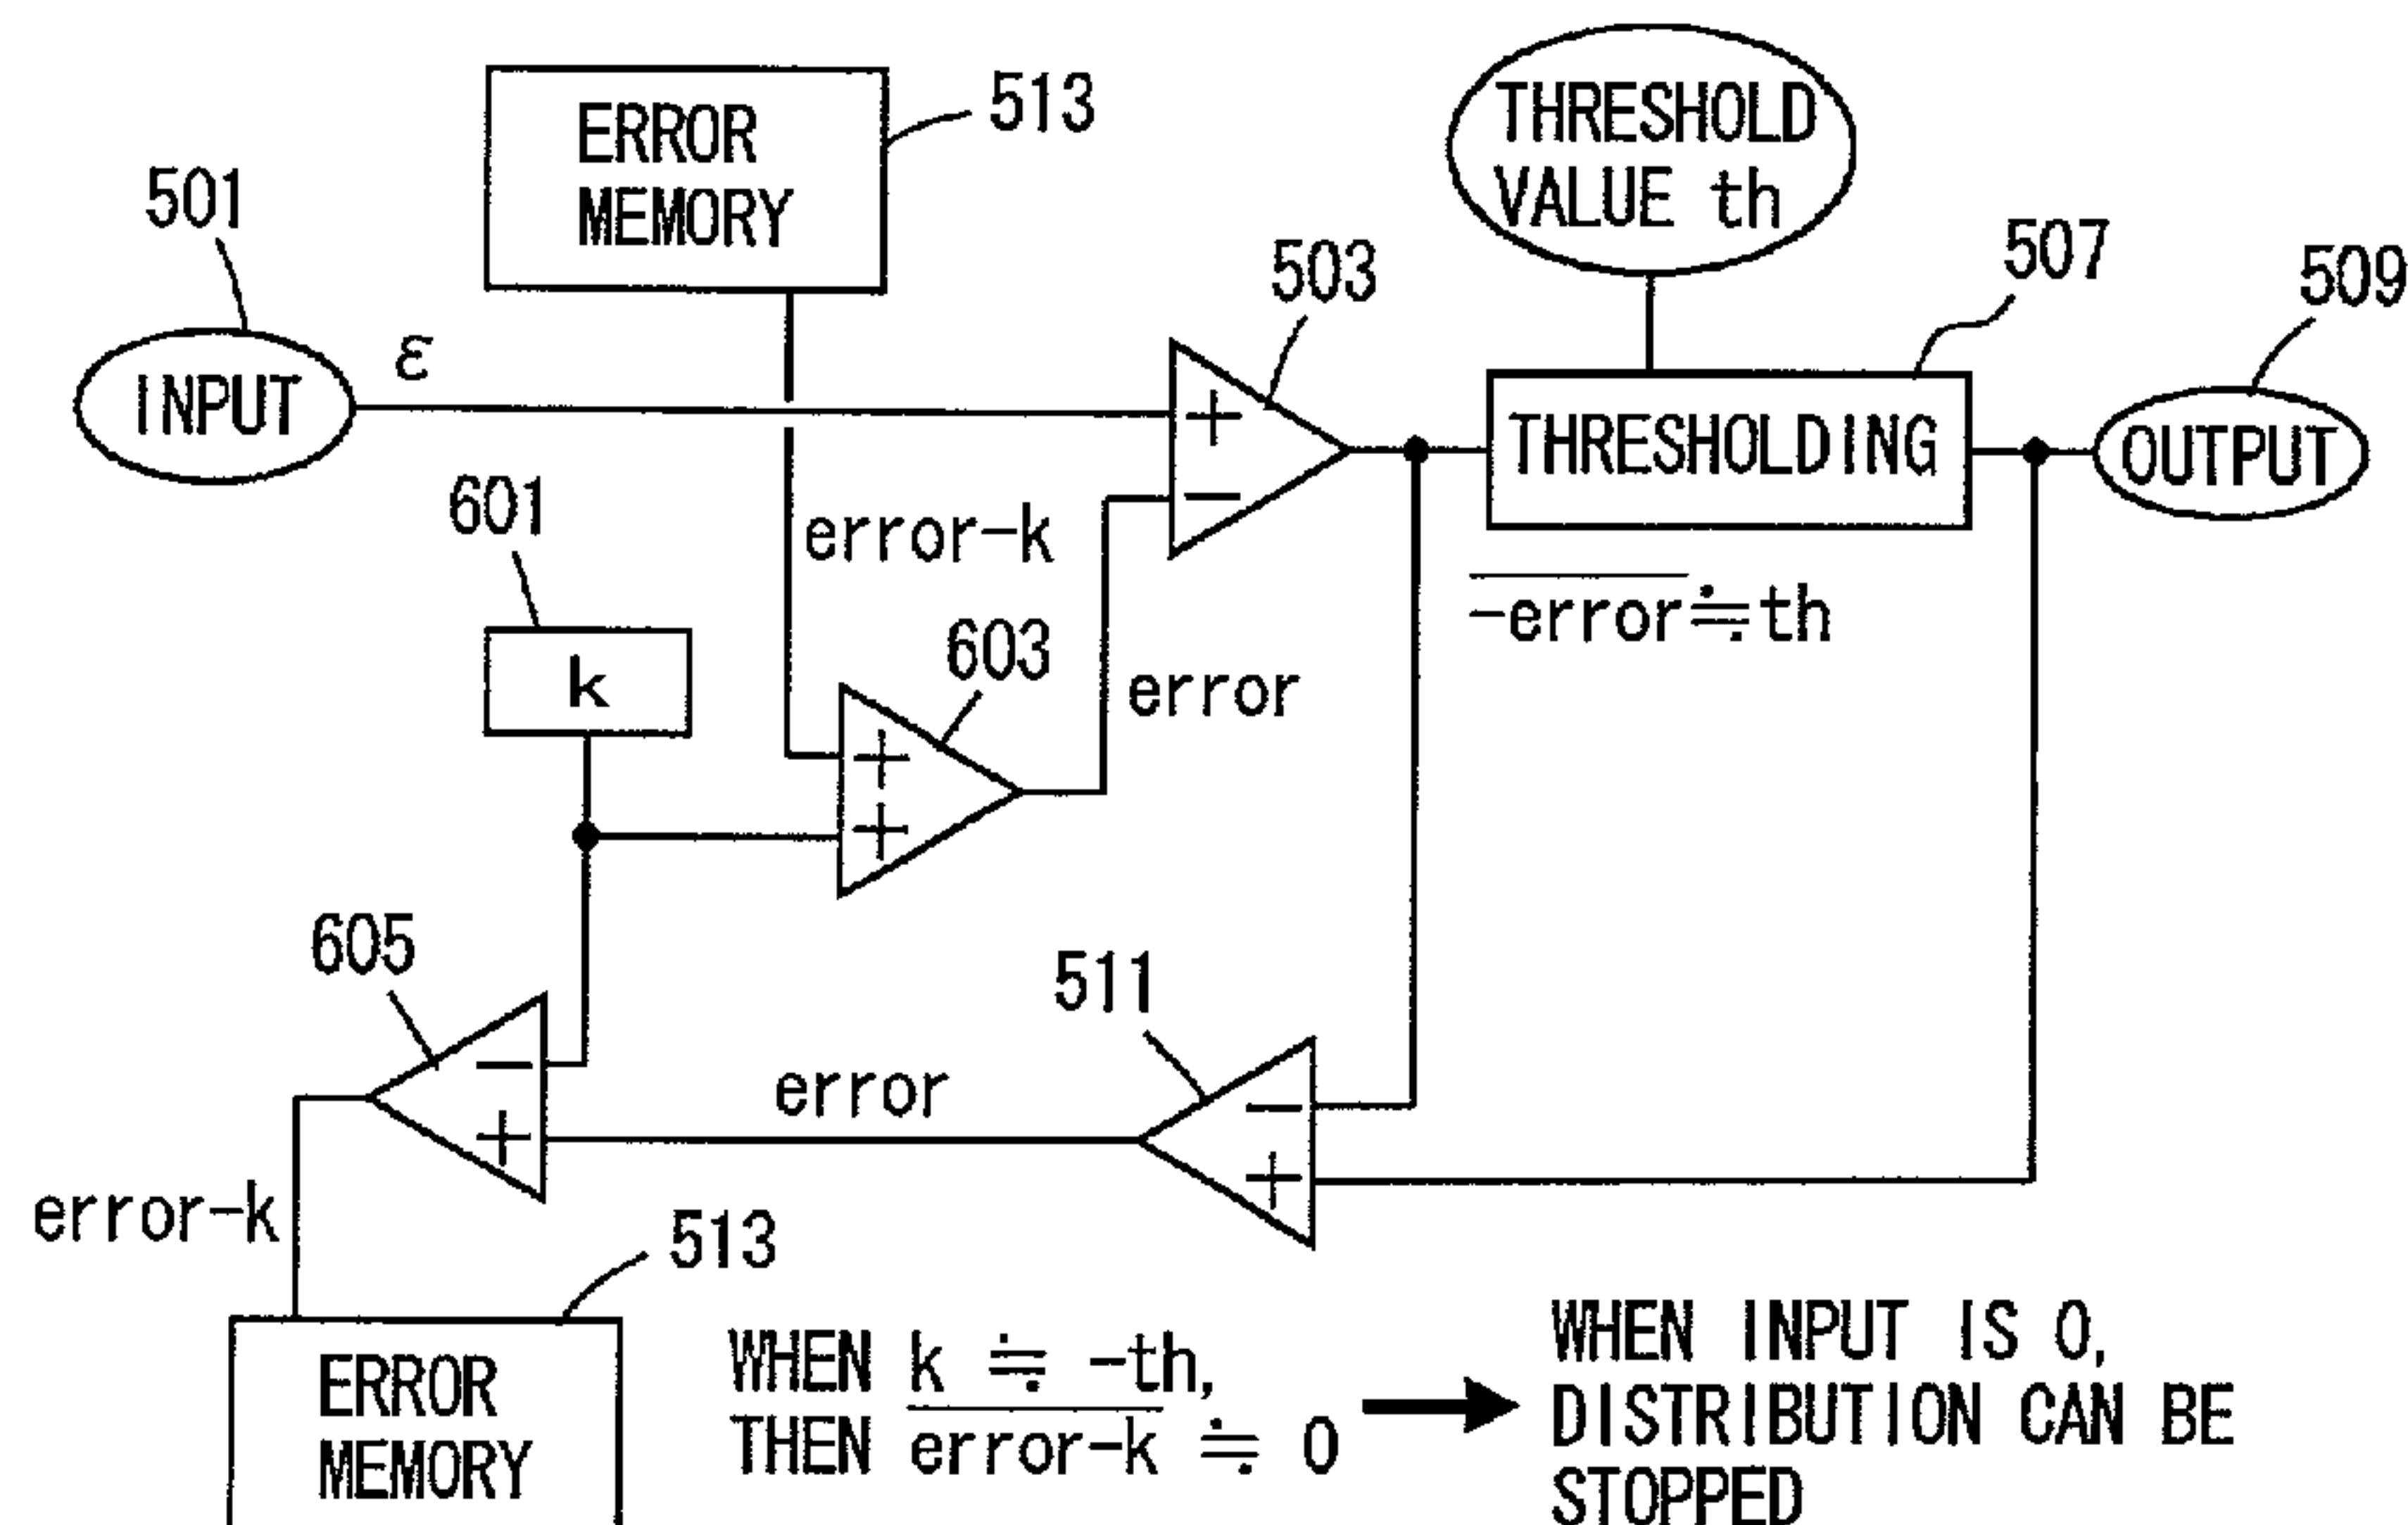 ERROR
MEMORY
513
THRESHOLD
VALUE th
501
INPUT
ε
503
507
509
+
−
THRESHOLDING
OUTPUT
error-k
-error≒th
601
k
603
+
+
error
605
−
+
error
511
−
+
error-k
513
ERROR
MEMORY
WHEN k ≒ -th,
THEN error-k ≒ 0
WHEN INPUT IS 0,
DISTRIBUTION CAN BE
STOPPED